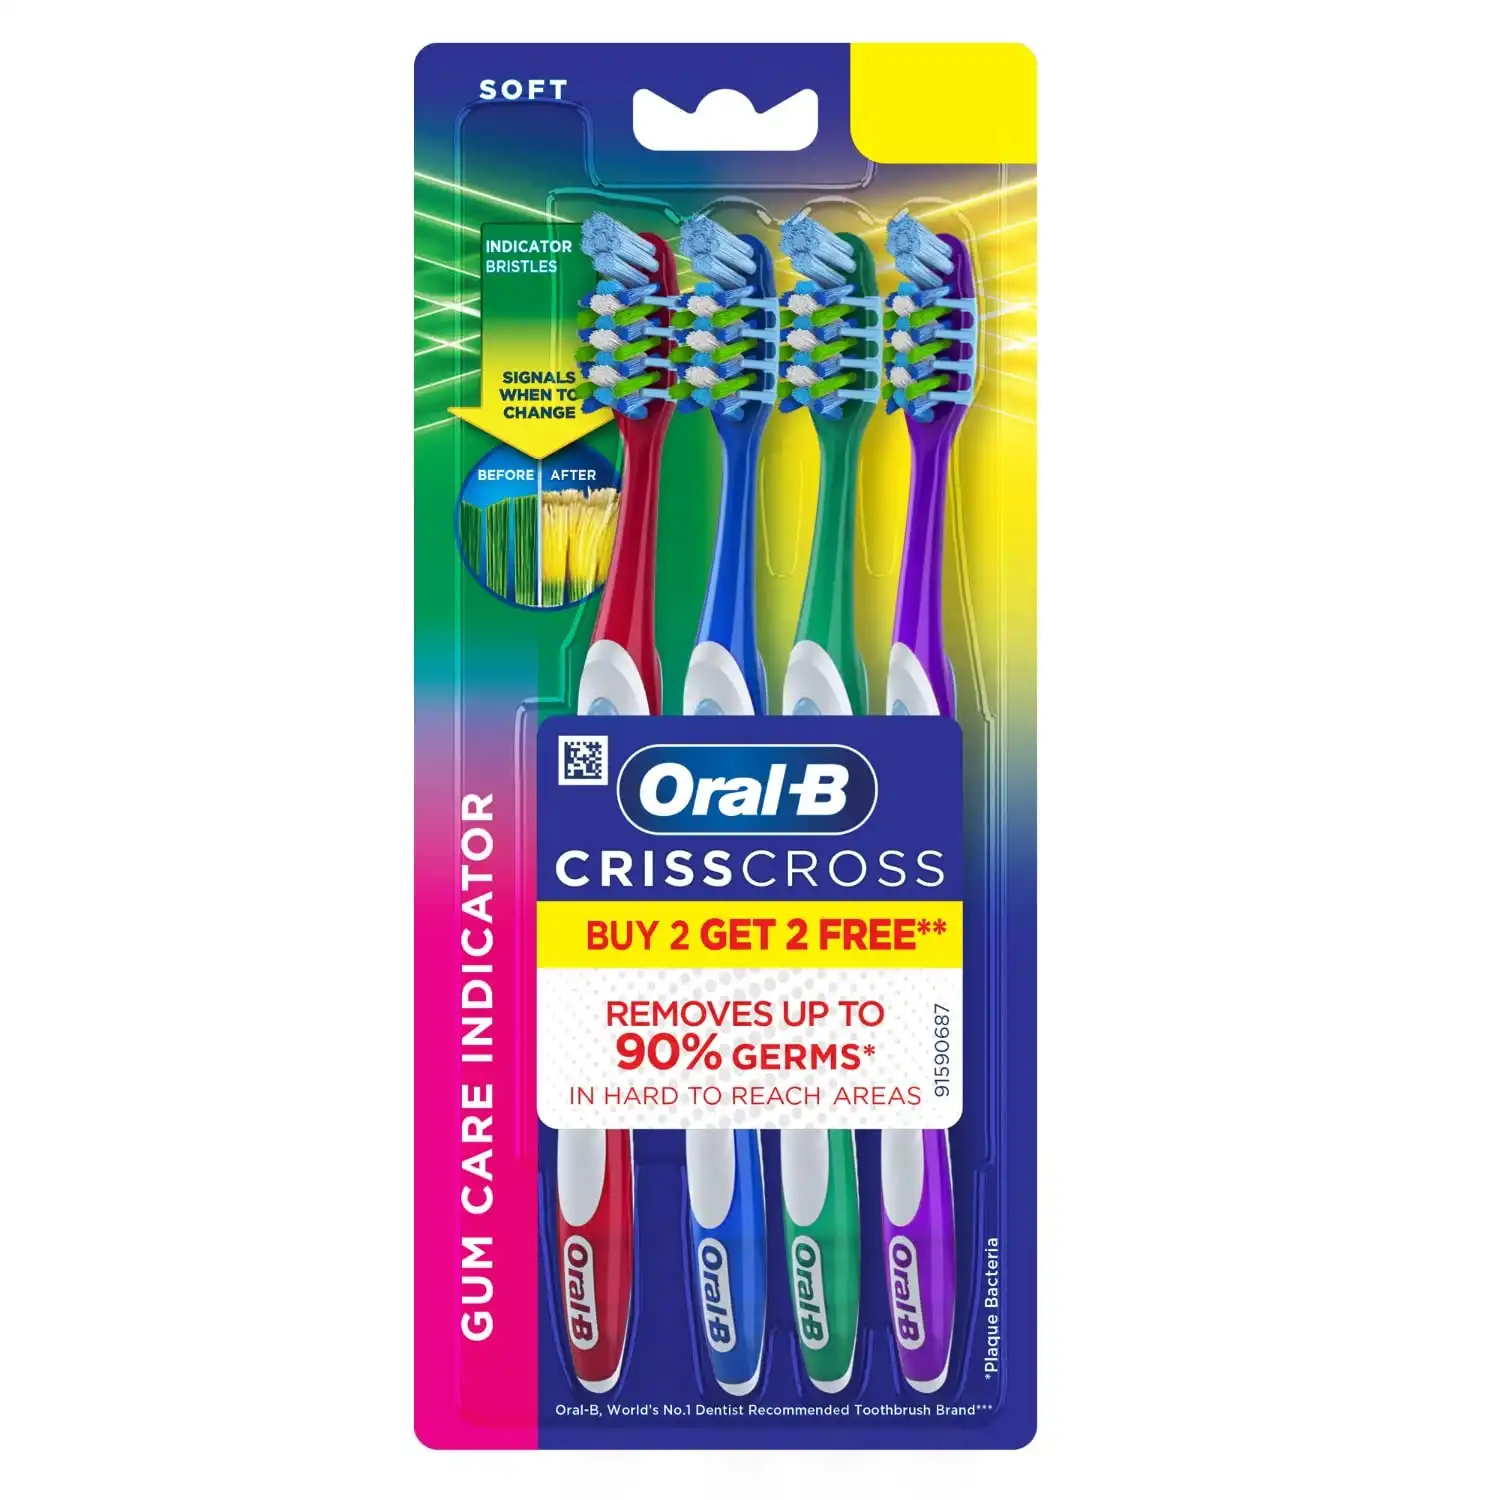 SOFT
INDICATOR
BRISTLES
SIGNALS
WHEN TO
CHANGE
BEFORE
AFTER
GUM CARE INDICATOR
Oral-B
CRISSCROSS
BUY 2 GET 2 FREE**
REMOVES UP TO
90% GERMS*
IN HARD TO REACH AREAS
91590687
Oral-B
Oral-B
Oral-B
Oral-B
*Plaque Bacteria
Oral-B, World's No.1 Dentist Recommended Toothbrush Brand***